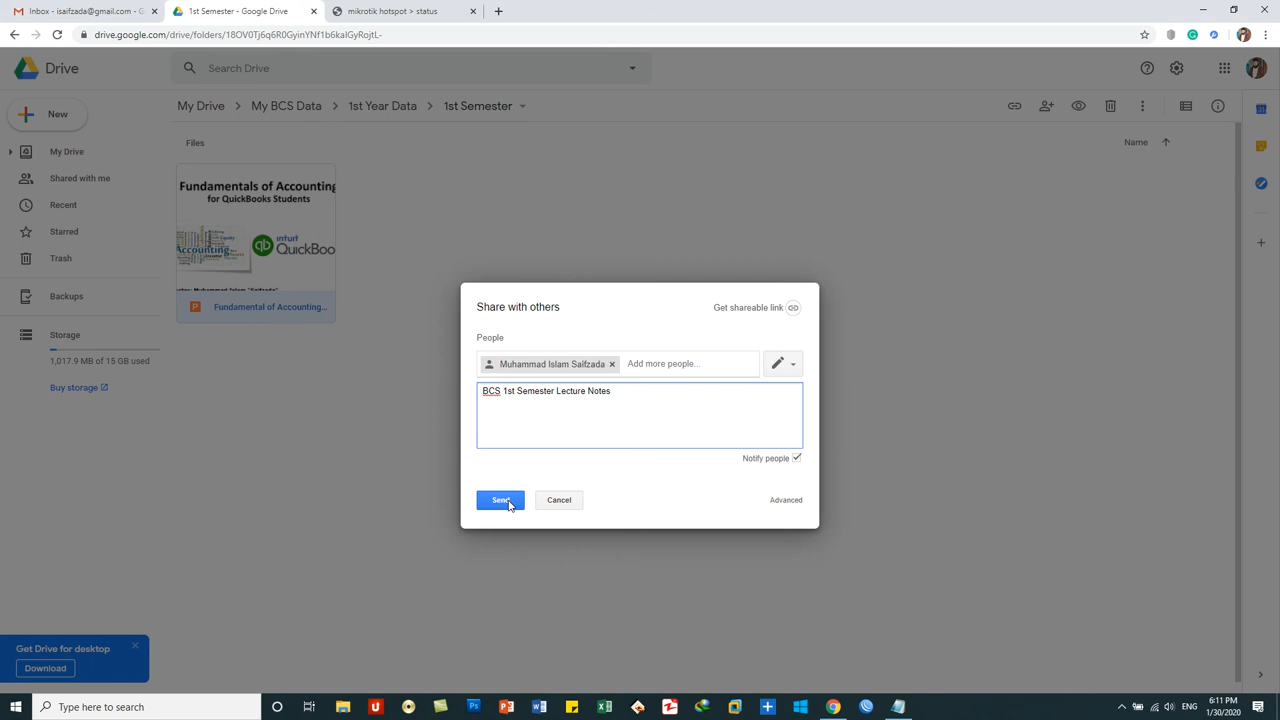 Inbox - isaifzada@gmail.com - G
1st Semester - Google Drive
mikrotik hotspot > status
drive.google.com/drive/folders/18OV0Tj6q6R0GyinYNf1b6kaIGyRojtL-
Drive
Search Drive
New
My Drive
My BCS Data
1st Year Data
1st Semester
Files
Name
My Drive
Shared with me
Recent
Starred
Trash
Backups
Storage
1,017.9 MB of 15 GB used
Buy storage
Fundamentals of Accounting
for QuickBooks Students
Accounting
qb
intuit
QuickBoo
Muhammad Islam "Saifzada"
P
Fundamental of Accounting...
Share with others
Get shareable link
People
Muhammad Islam Saifzada
Add more people...
BCS 1st Semester Lecture Notes
Notify people
Send
Cancel
Advanced
Get Drive for desktop
Download
Type here to search
6:11 PM
1/30/2020